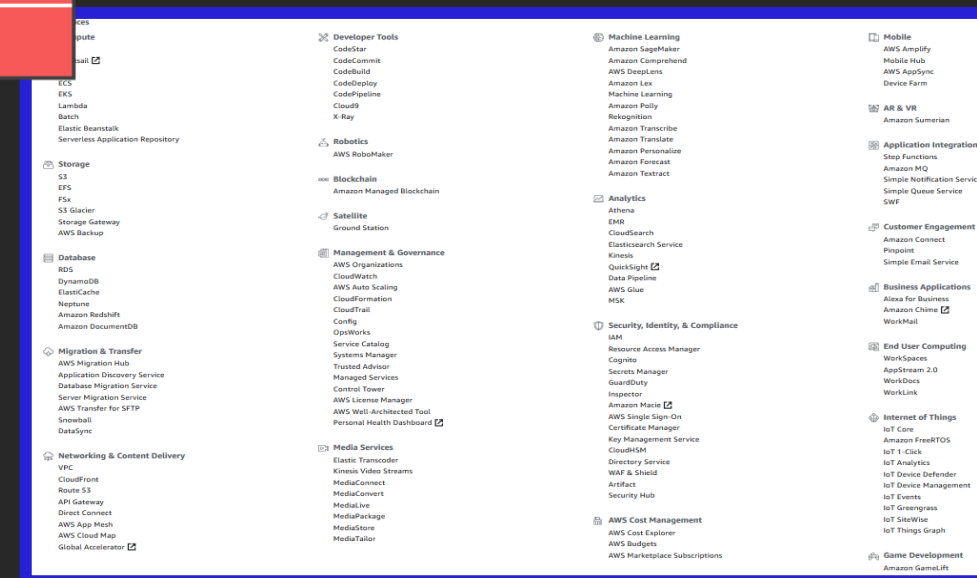 Developer Tools
CodeStar
CodeCommit
CodeBuild
CodeDeploy
CodePipeline
Cloud9
X-Ray
Robotics
AWS RoboMaker
Blockchain
Amazon Managed Blockchain
Satellite
Ground Station
Management & Governance
AWS Organizations
CloudWatch
AWS Auto Scaling
CloudFormation
CloudTrail
Config
OpsWorks
Service Catalog
Systems Manager
Trusted Advisor
Managed Services
Control Tower
AWS License Manager
AWS Well-Architected Tool
Personal Health Dashboard
Media Services
Elastic Transcoder
Kinesis Video Streams
MediaConnect
MediaConvert
MediaLive
MediaPackage
MediaStore
MediaTailor
ECS
EKS
Lambda
Batch
Elastic Beanstalk
Serverless Application Repository
Storage
S3
EFS
FSx
S3 Glacier
Storage Gateway
AWS Backup
Database
RDS
DynamoDB
ElastiCache
Neptune
Amazon Redshift
Amazon DocumentDB
Migration & Transfer
AWS Migration Hub
Application Discovery Service
Database Migration Service
Server Migration Service
AWS Transfer for SFTP
Snowball
DataSync
Networking & Content Delivery
VPC
CloudFront
Route 53
API Gateway
Direct Connect
AWS App Mesh
AWS Cloud Map
Global Accelerator
Machine Learning
Amazon SageMaker
Amazon Comprehend
AWS DeepLens
Amazon Lex
Machine Learning
Amazon Polly
Rekognition
Amazon Transcribe
Amazon Translate
Amazon Personalize
Amazon Forecast
Amazon Textract
Analytics
Athena
EMR
CloudSearch
Elasticsearch Service
Kinesis
QuickSight
Data Pipeline
AWS Glue
MSK
Security, Identity, & Compliance
IAM
Resource Access Manager
Cognito
Secrets Manager
GuardDuty
Inspector
Amazon Macie
AWS Single Sign-On
Certificate Manager
Key Management Service
CloudHSM
Directory Service
WAF & Shield
Artifact
Security Hub
AWS Cost Management
AWS Cost Explorer
AWS Budgets
AWS Marketplace Subscriptions
Mobile
AWS Amplify
Mobile Hub
AWS AppSync
Device Farm
AR & VR
Amazon Sumerian
Application Integration
Step Functions
Amazon MQ
Simple Notification Servic
Simple Queue Service
SWF
Customer Engagement
Amazon Connect
Pinpoint
Simple Email Service
Business Applications
Alexa for Business
Amazon Chime
WorkMail
End User Computing
WorkSpaces
AppStream 2.0
WorkDocs
WorkLink
Internet of Things
IoT Core
Amazon FreeRTOS
IoT 1-Click
IoT Analytics
IoT Device Defender
IoT Device Management
IoT Events
IoT Greengrass
IoT SiteWise
IoT Things Graph
Game Development
Amazon GameLift